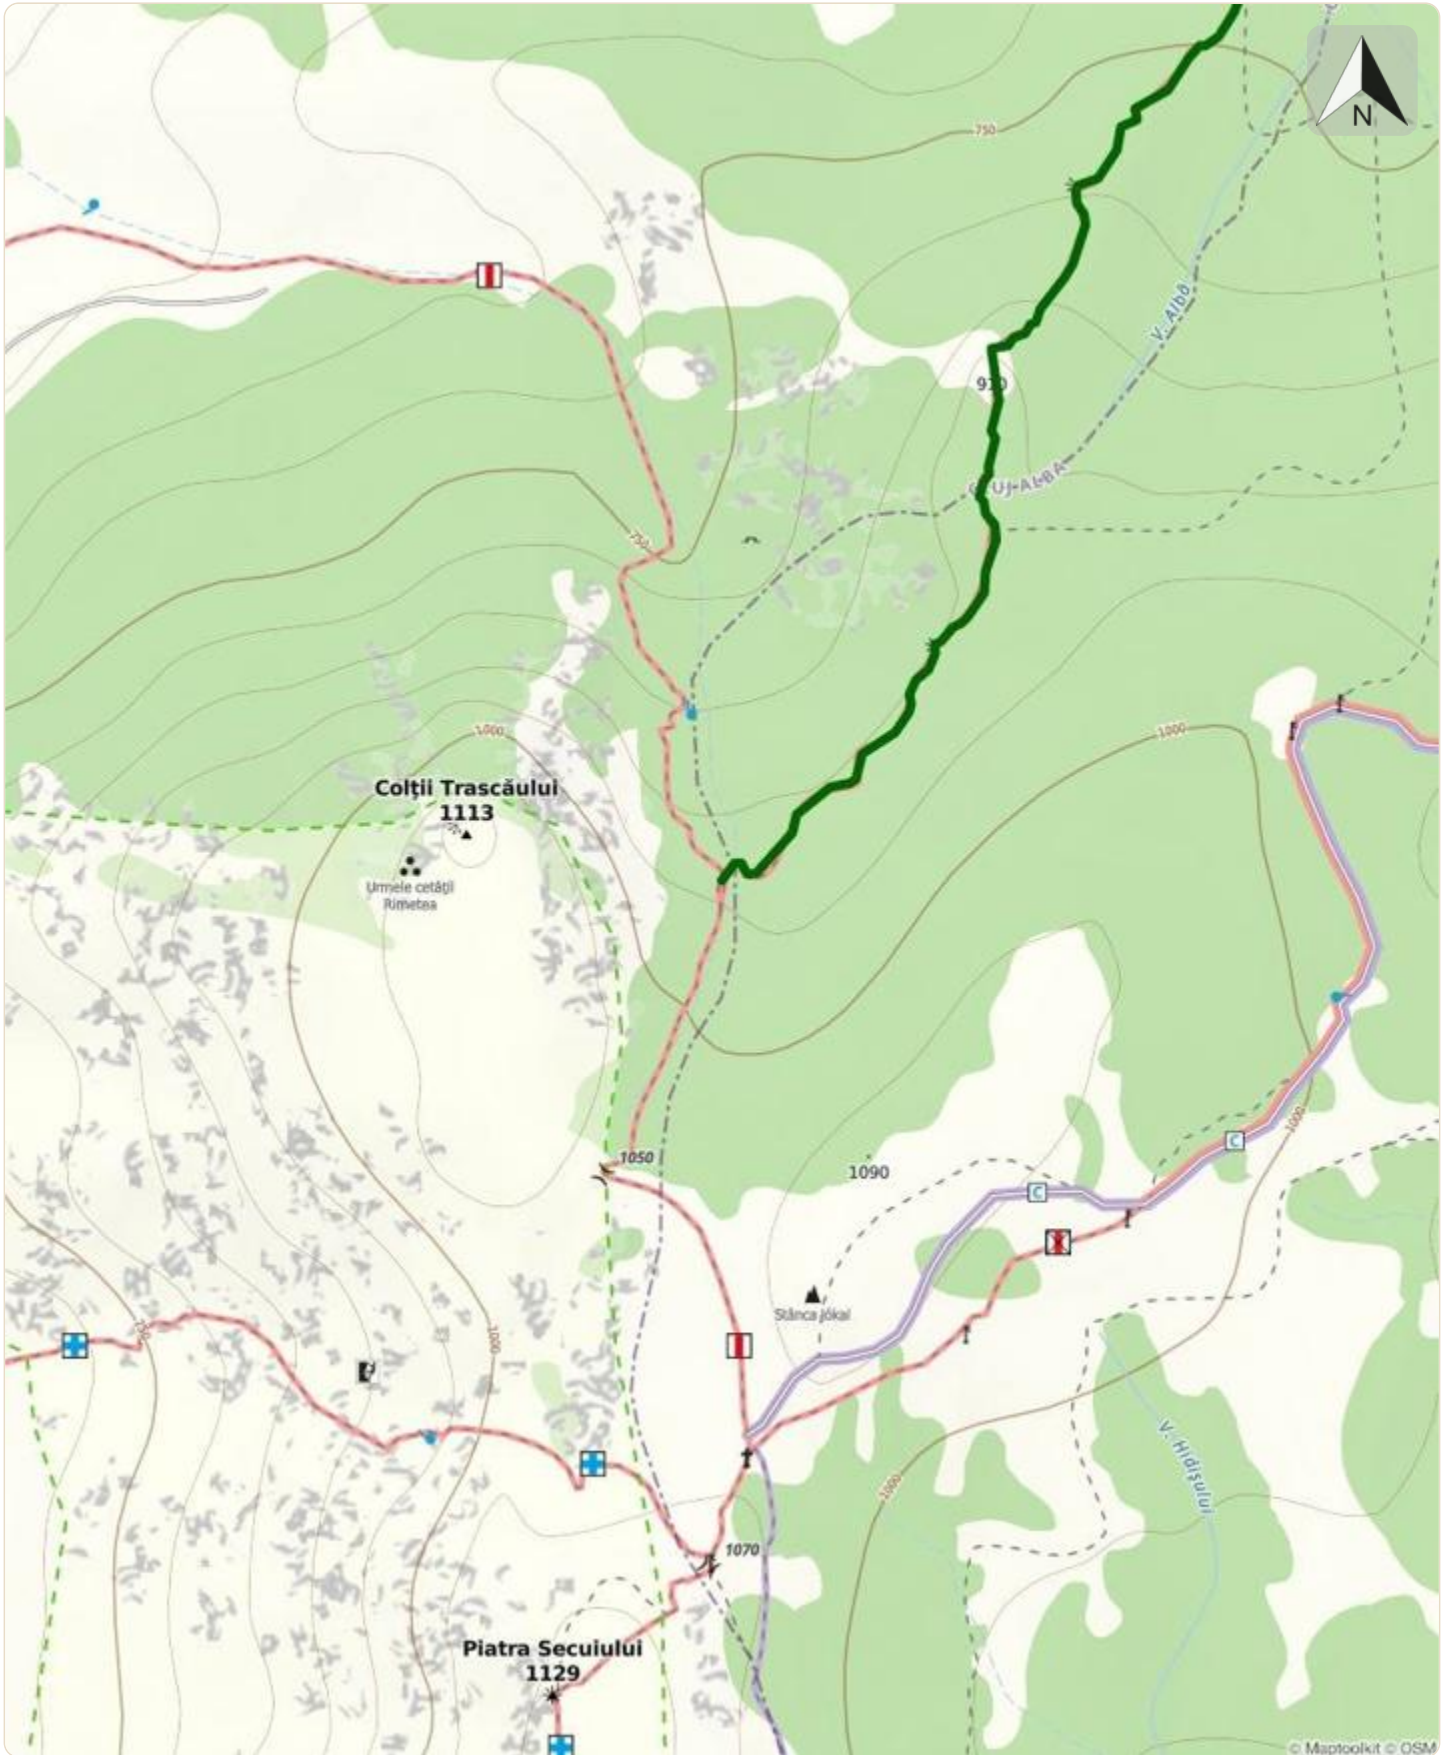 N
750
V. Albă
910
CLUJ-ALBA
750
1000
1000
Colții Trascăului
1113
Urmele cetății
Rimetea
1000
1050
1090
C
C
Stânca Jókai
750
1000
1000
V. Hidișului
1070
Piatra Secuiului
1129
© Maptoolkit © OSM